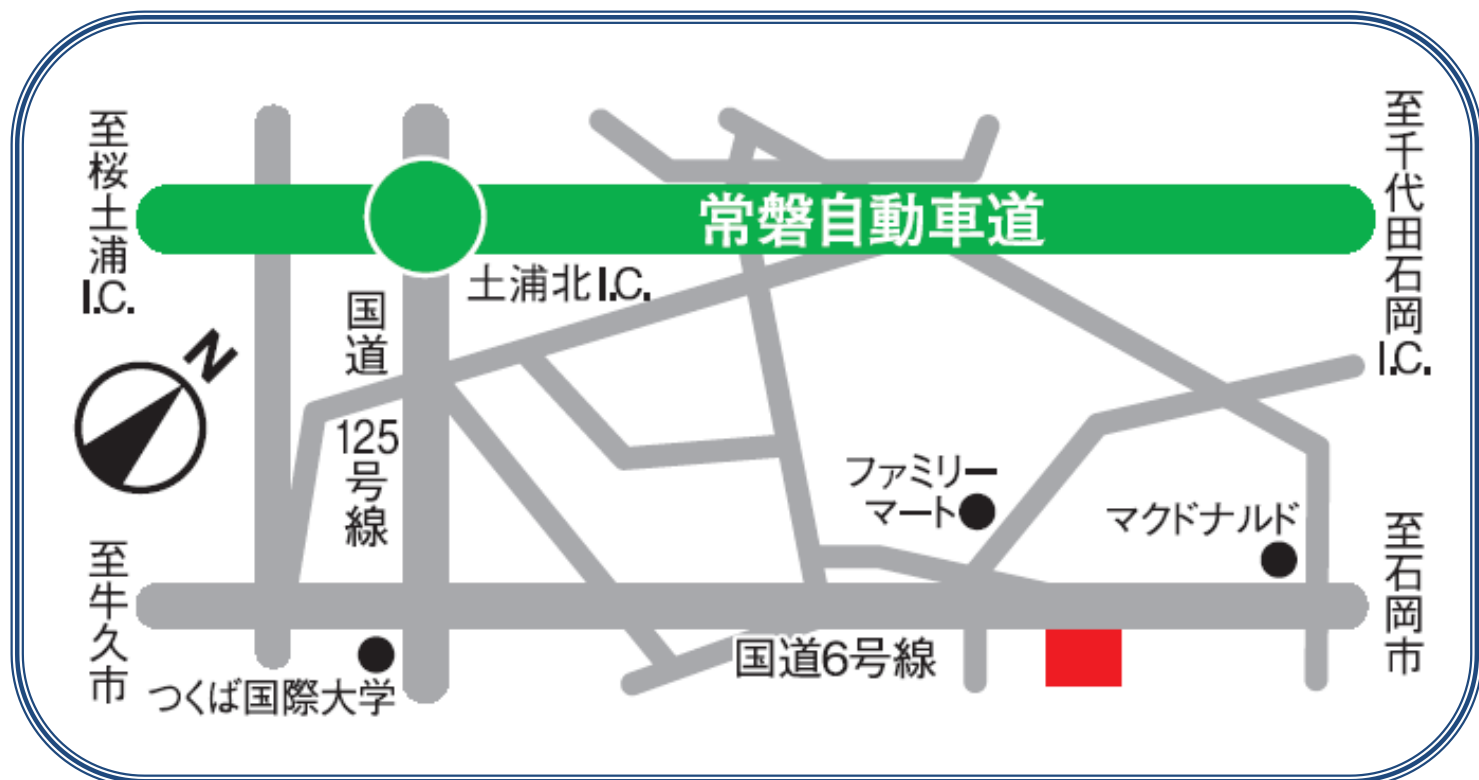 至桜土浦I.C.
常磐自動車道
至千代田石岡I.C.
土浦北I.C.
国道125号線
N
ファミリー
マート
マクドナルド
至牛久市
至石岡市
国道6号線
つくば国際大学